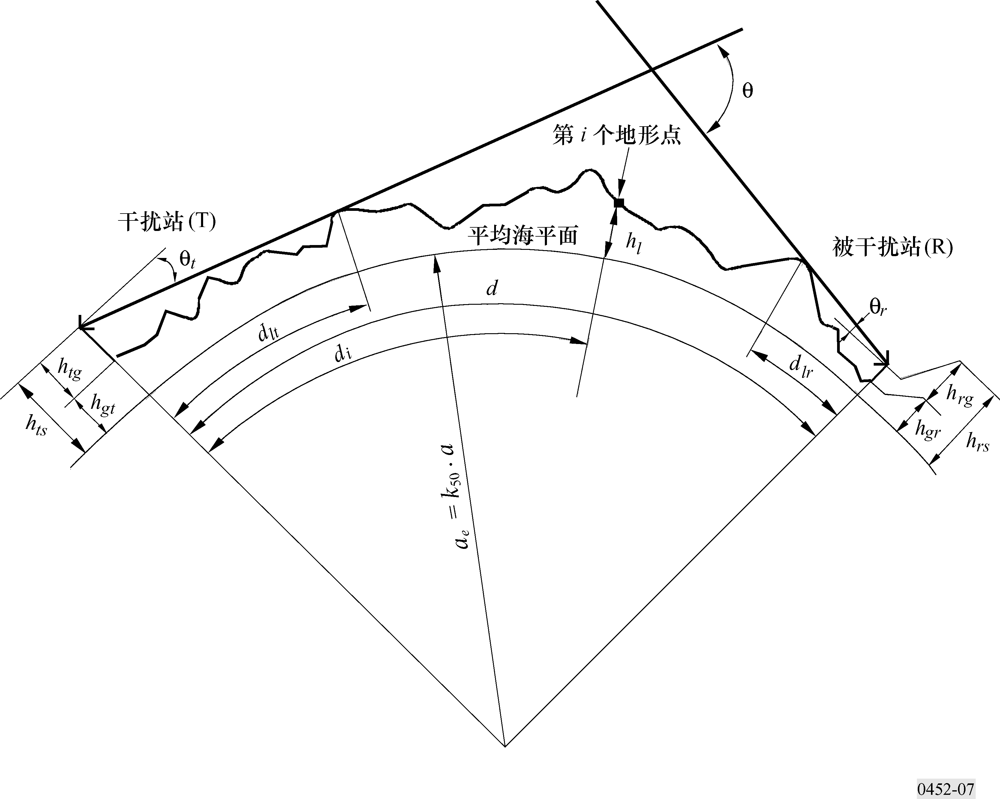 θ
第 i 个地形点
干扰站 (T)
平均海平面
h_l
被干扰站 (R)
θ_t
d
θ_r
d_lt
d_i
d_lr
h_tg
h_gt
h_ts
h_rg
h_gr
h_rs
a_e = k_50 · a
0452-07